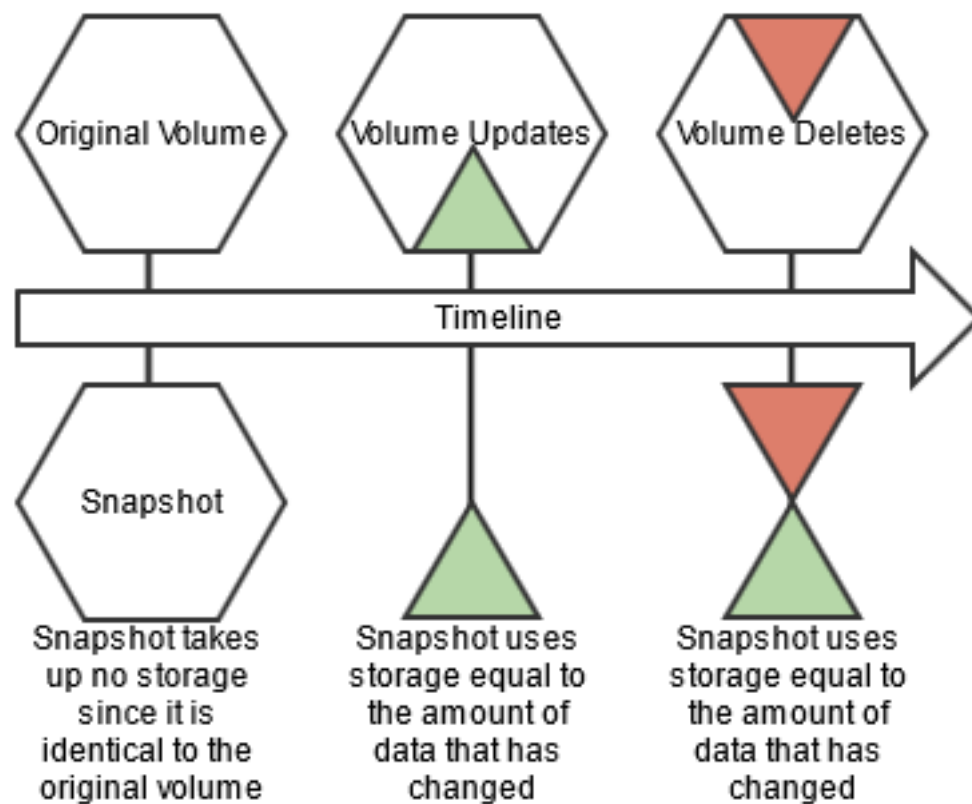 Original Volume
Volume Updates
Volume Deletes
Timeline
Snapshot
Snapshot takes
up no storage
since it is
identical to the
original volume
Snapshot uses
storage equal to
the amount of
data that has
changed
Snapshot uses
storage equal to
the amount of
data that has
changed